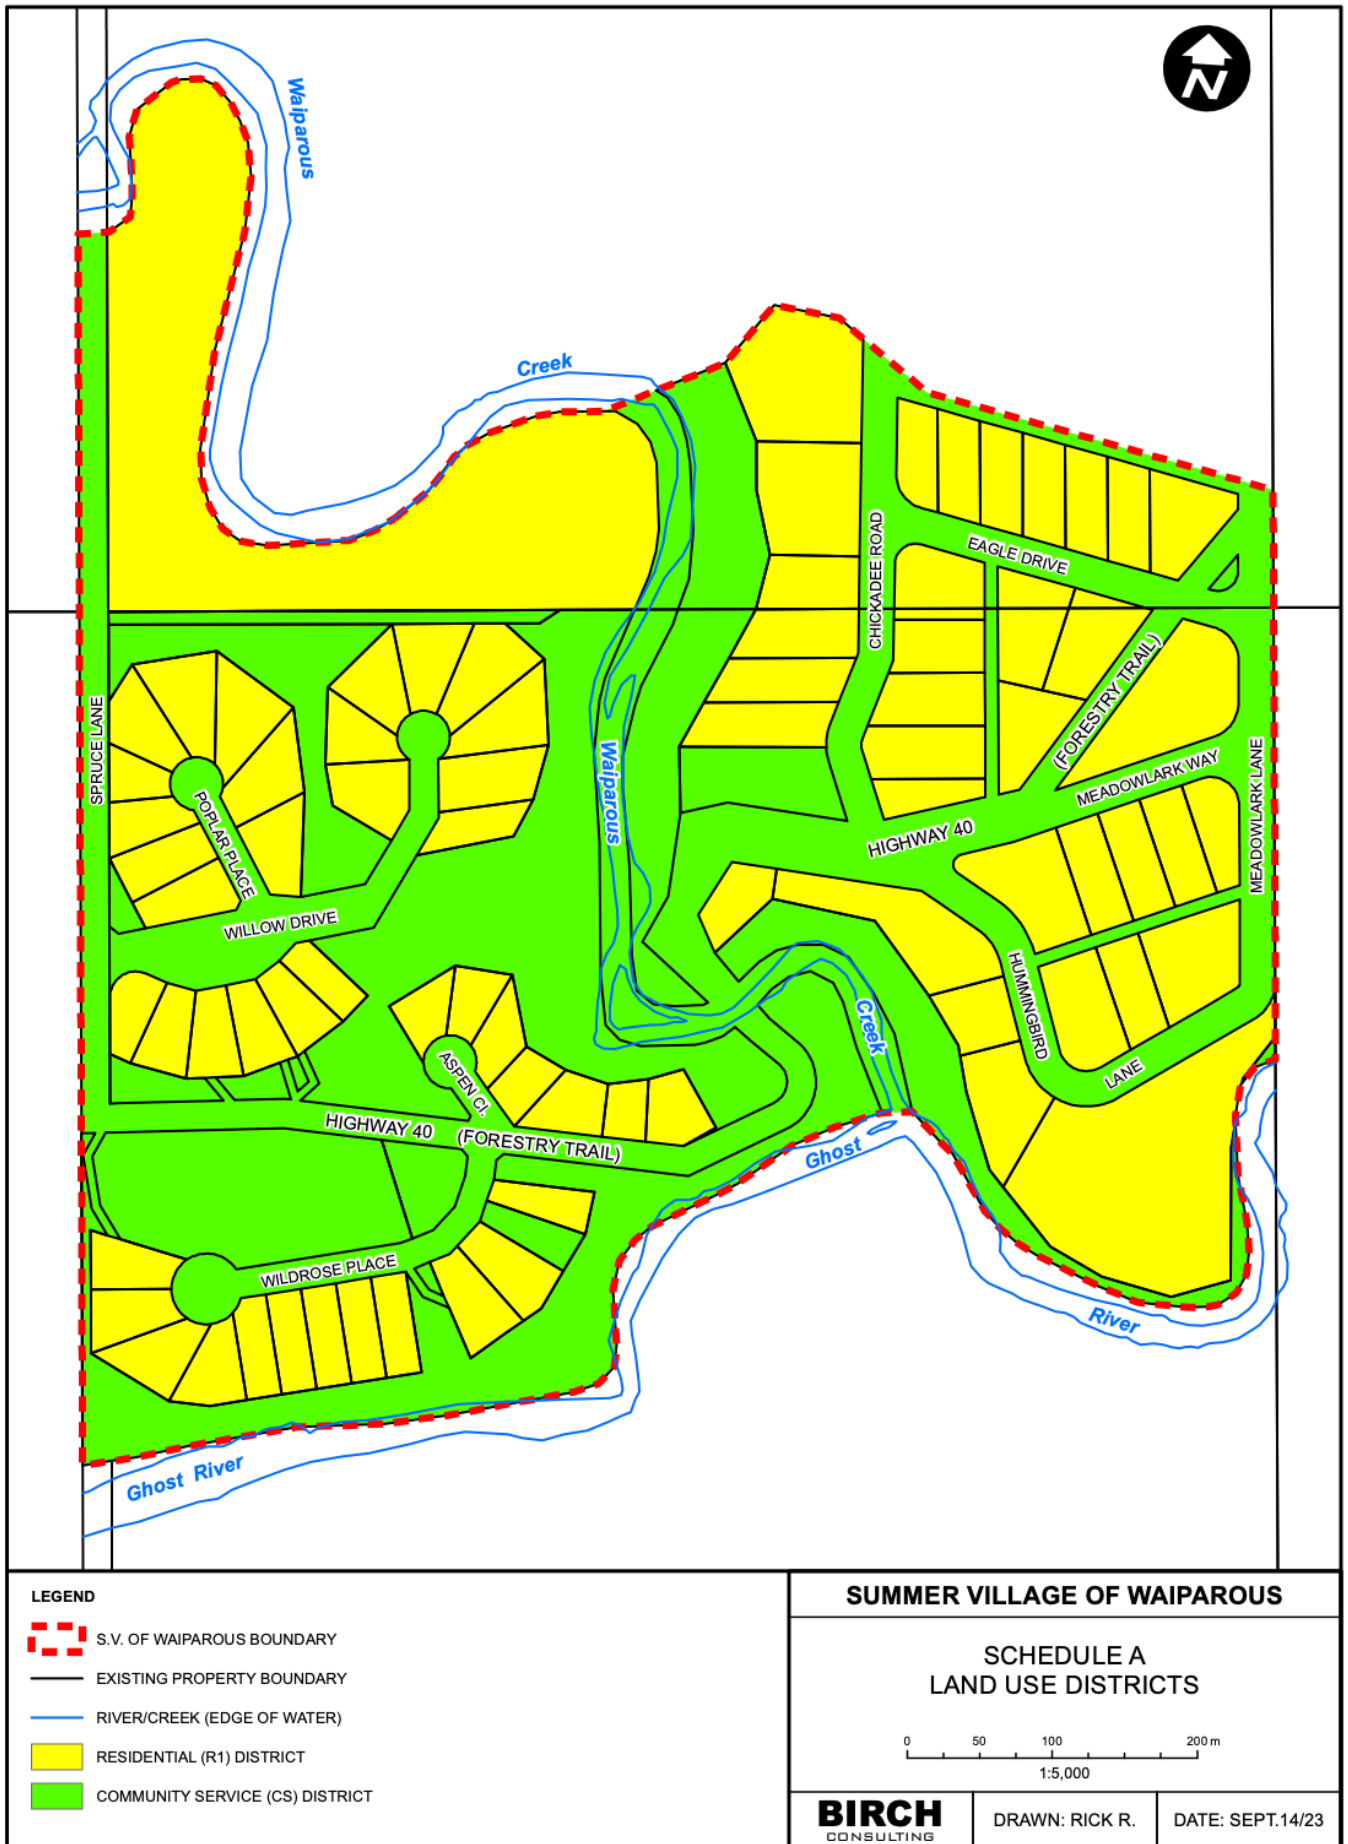 N
Waiparous
Creek
CHICKADEE ROAD
EAGLE DRIVE
(FORESTRY TRAIL)
SPRUCE LANE
POPLAR PLACE
Waiparous
MEADOWLARK WAY
MEADOWLARK LANE
HIGHWAY 40
WILLOW DRIVE
HUMMINGBIRD
LANE
Creek
ASPEN Cl.
HIGHWAY 40 (FORESTRY TRAIL)
Ghost
WILDROSE PLACE
River
Ghost River
LEGEND
S.V. OF WAIPAROUS BOUNDARY
EXISTING PROPERTY BOUNDARY
RIVER/CREEK (EDGE OF WATER)
RESIDENTIAL (R1) DISTRICT
COMMUNITY SERVICE (CS) DISTRICT
SUMMER VILLAGE OF WAIPAROUS
SCHEDULE A
LAND USE DISTRICTS
0 50 100 200 m
1:5,000
BIRCH
CONSULTING
DRAWN: RICK R.
DATE: SEPT.14/23